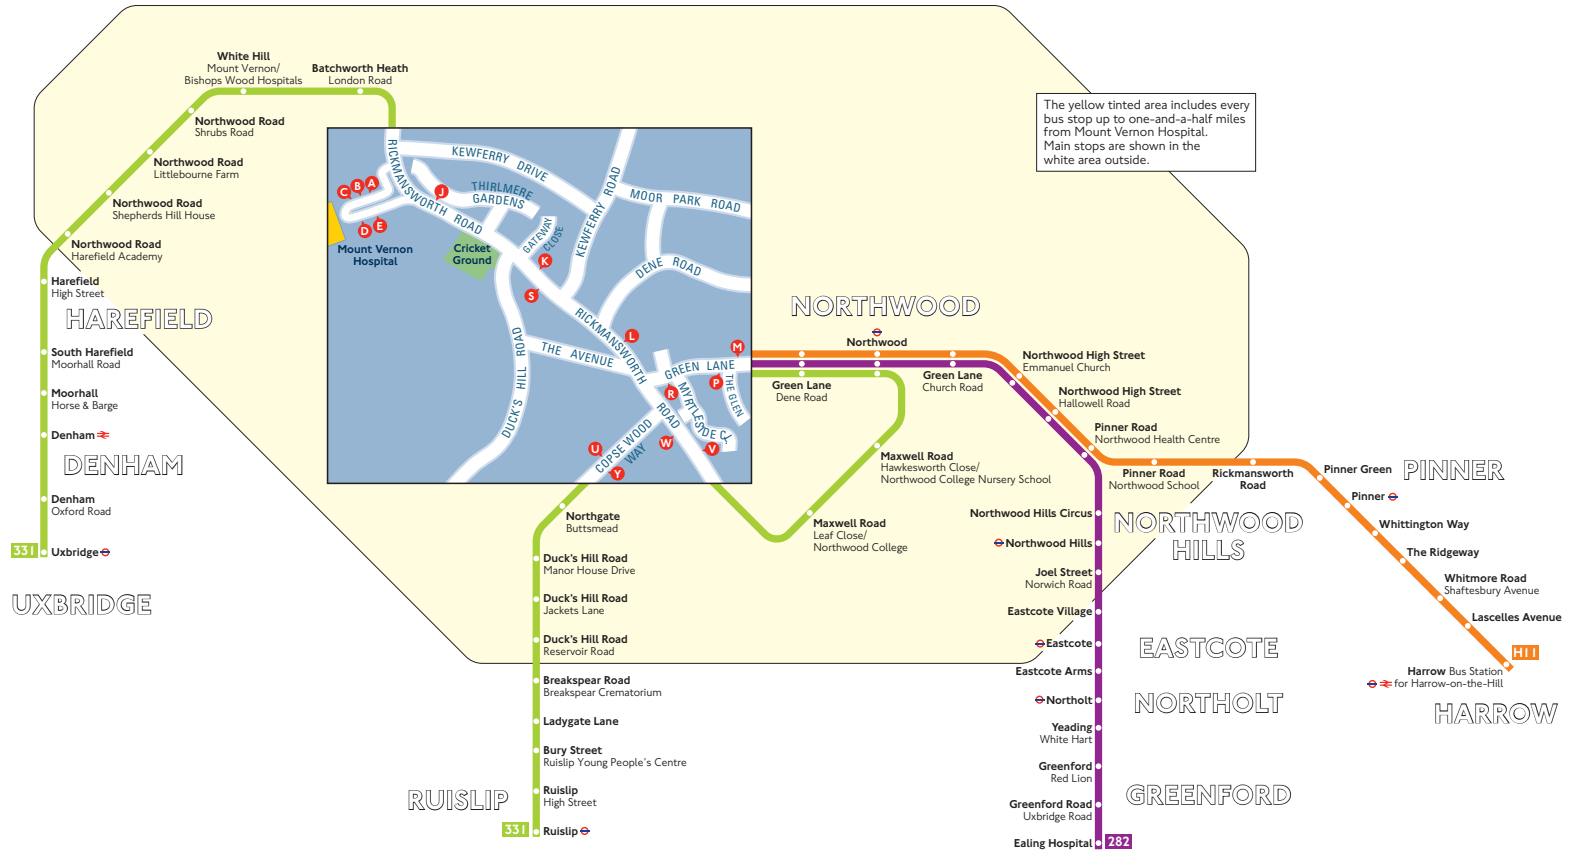 White Hill
Mount Vernon/
Bishops Wood Hospitals
Batchworth Heath
London Road
Northwood Road
Shrubs Road
Northwood Road
Littlebourne Farm
Northwood Road
Shepherds Hill House
Northwood Road
Harefield Academy
Harefield
High Street
HAREFIELD
South Harefield
Moorhall Road
Moorhall
Horse & Barge
Denham
DENHAM
Denham
Oxford Road
331
Uxbridge
UXBRIDGE
The yellow tinted area includes every
bus stop up to one-and-a-half miles
from Mount Vernon Hospital.
Main stops are shown in the
white area outside.
RICKMANSWORTH ROAD
KEWFERRY DRIVE
THIRLMERE
GARDENS
KEWFERRY ROAD
MOOR PARK ROAD
GATEWAY
CLOSE
DENE ROAD
C
B
A
J
D
E
Mount Vernon
Hospital
Cricket
Ground
K
S
RICKMANSWORTH ROAD
L
M
DUCK'S HILL ROAD
THE AVENUE
GREEN LANE
P
R
THE GLEN
MYRTLESIDE CL
COPSE WOOD
WAY
U
W
V
Y
NORTHWOOD
Northwood
Green Lane
Dene Road
Green Lane
Church Road
Northwood High Street
Emmanuel Church
Northwood High Street
Hallowell Road
Pinner Road
Northwood Health Centre
Pinner Road
Northwood School
Rickmansworth
Road
Pinner Green
PINNER
Pinner
Whittington Way
The Ridgeway
Whitmore Road
Shaftesbury Avenue
Lascelles Avenue
H11
Harrow Bus Station
for Harrow-on-the-Hill
HARROW
Maxwell Road
Hawkesworth Close/
Northwood College Nursery School
Maxwell Road
Leaf Close/
Northwood College
Northwood Hills Circus
NORTHWOOD
HILLS
Northwood Hills
Joel Street
Norwich Road
Eastcote Village
Eastcote
EASTCOTE
Eastcote Arms
Northolt
NORTHOLT
Yeading
White Hart
Greenford
Red Lion
GREENFORD
Greenford Road
Uxbridge Road
Ealing Hospital
282
Northgate
Buttsmead
Duck's Hill Road
Manor House Drive
Duck's Hill Road
Jackets Lane
Duck's Hill Road
Reservoir Road
Breakspear Road
Breakspear Crematorium
Ladygate Lane
Bury Street
Ruislip Young People's Centre
RUISLIP
Ruislip
High Street
331
Ruislip